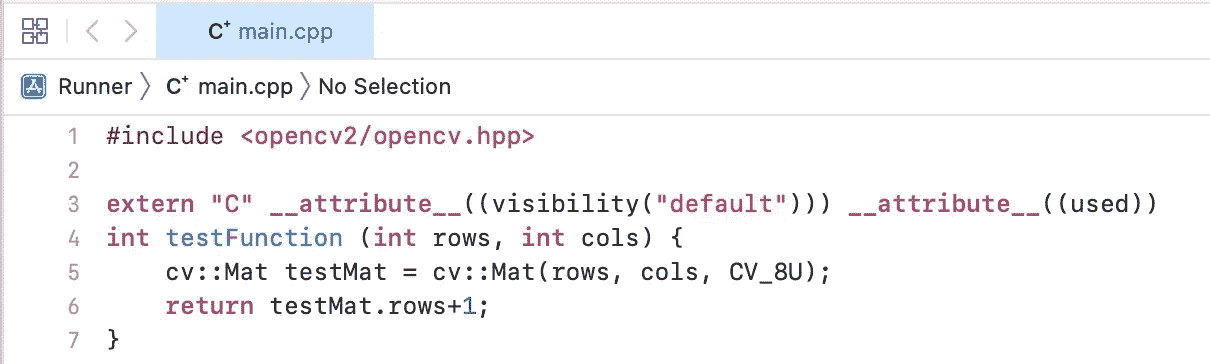 C+ main.cpp
Runner 〉 C+ main.cpp 〉 No Selection
1 #include <opencv2/opencv.hpp>
2
3 extern "C" __attribute__((visibility("default"))) __attribute__((used))
4 int testFunction (int rows, int cols) {
5     cv::Mat testMat = cv::Mat(rows, cols, CV_8U);
6     return testMat.rows+1;
7 }